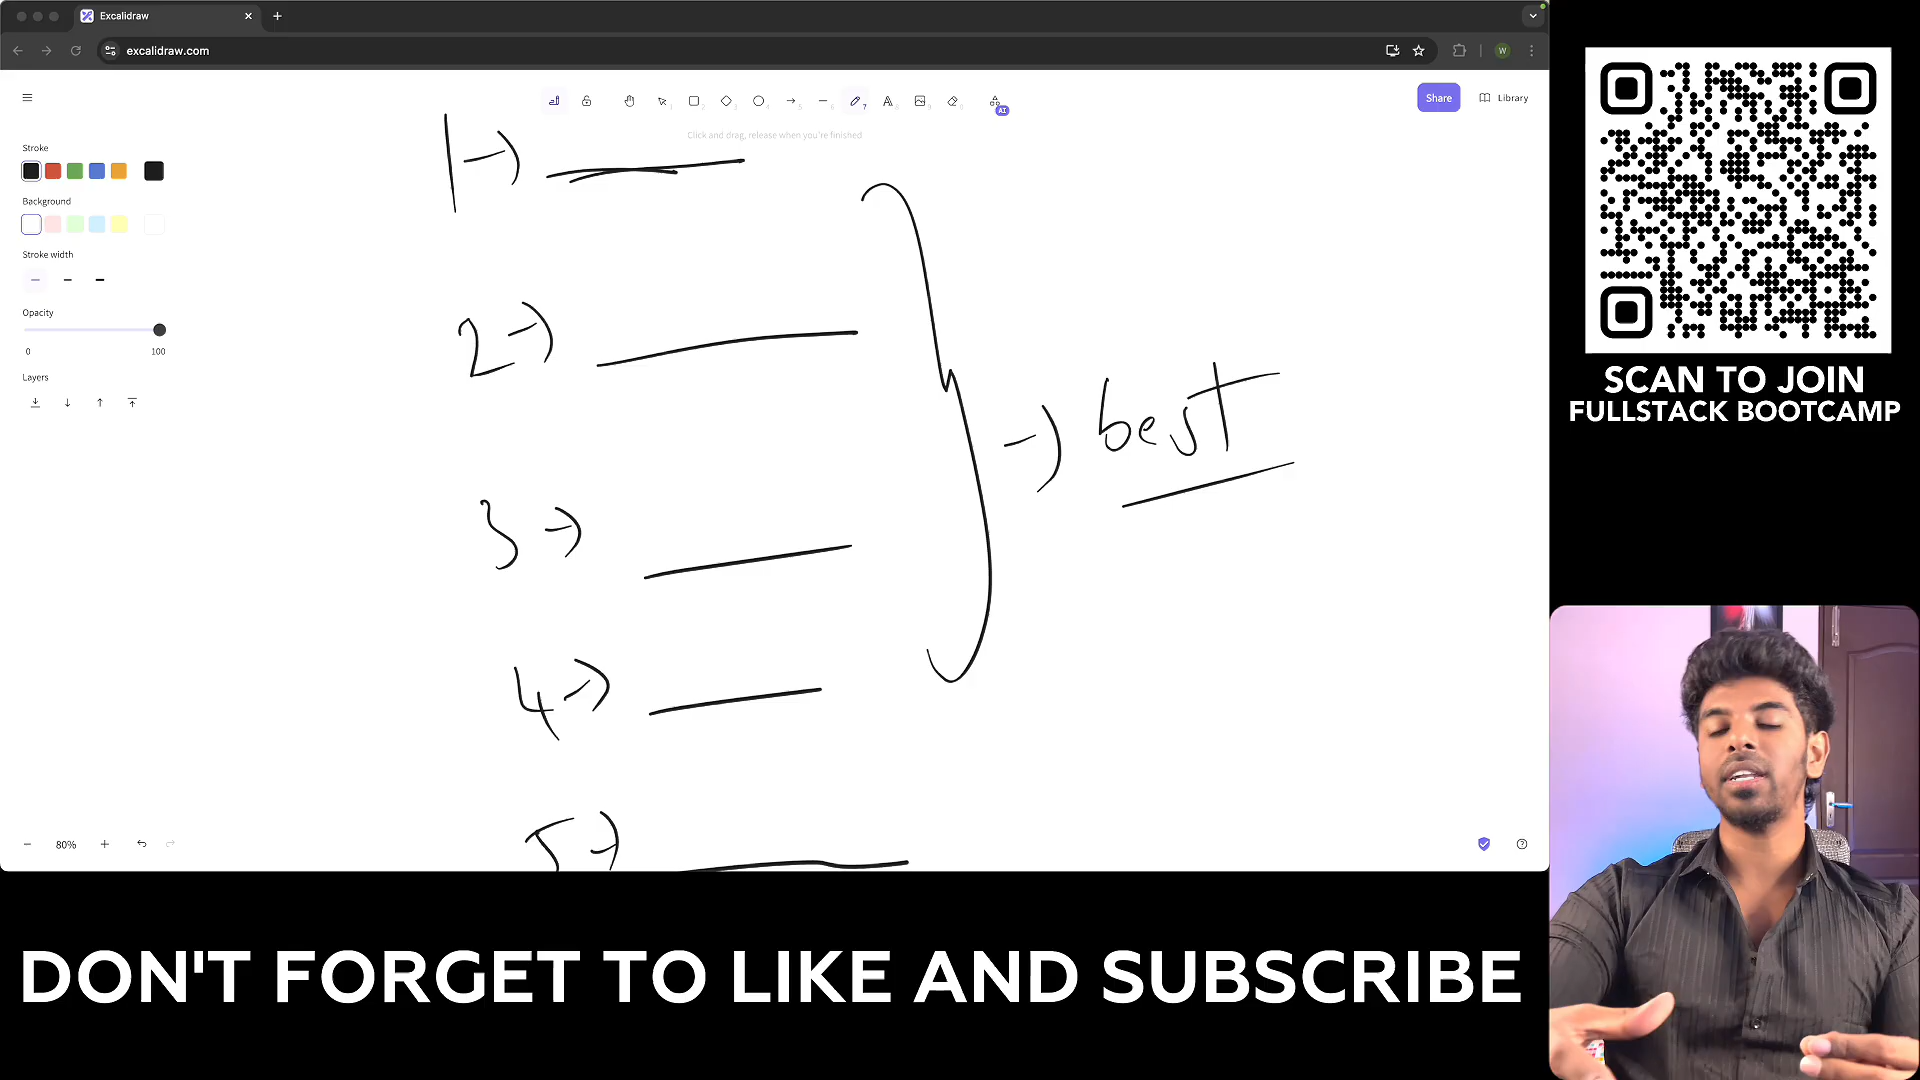 Excalidraw
excalidraw.com
W
Click and drag, release when you're finished
AI
Share
Library
Stroke
Background
Stroke width
Opacity
0 100
Layers
80%
1→
2→
3→
4→
5→
→ best
SCAN TO JOIN
FULLSTACK BOOTCAMP
DON'T FORGET TO LIKE AND SUBSCRIBE